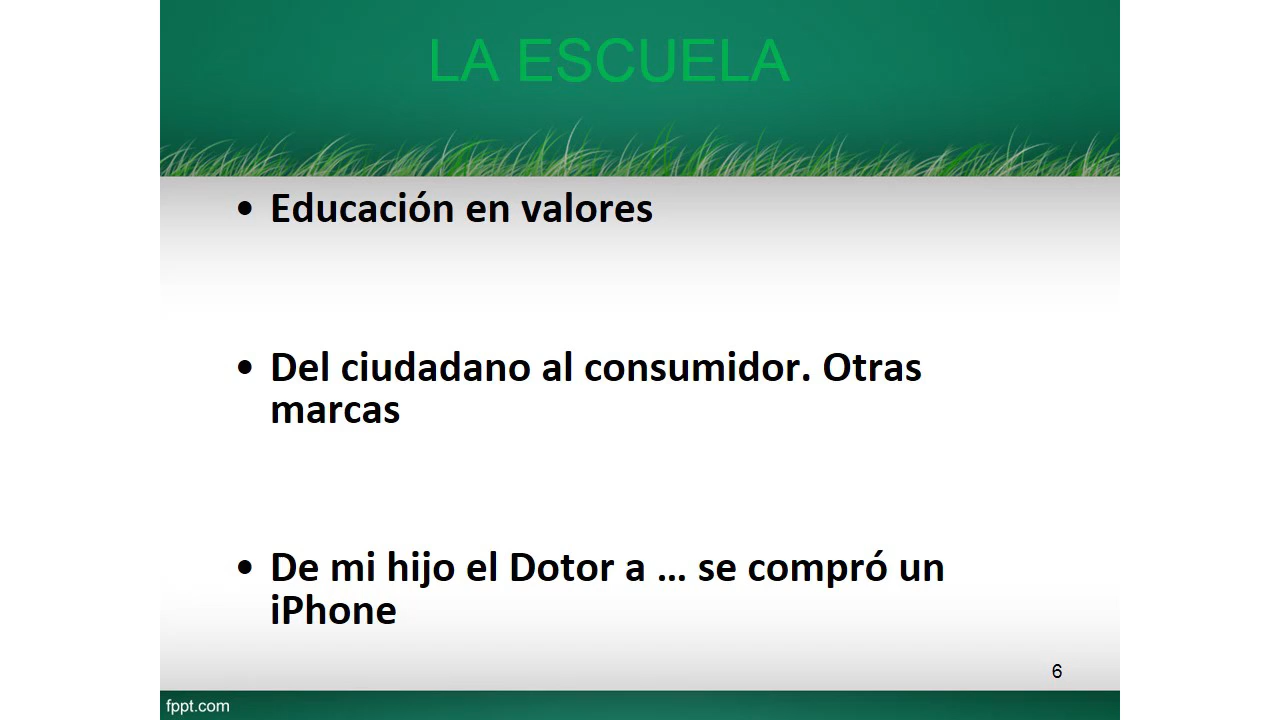 LA ESCUELA
• Educación en valores
• Del ciudadano al consumidor. Otras
marcas
• De mi hijo el Dotor a … se compró un
iPhone
6
fppt.com